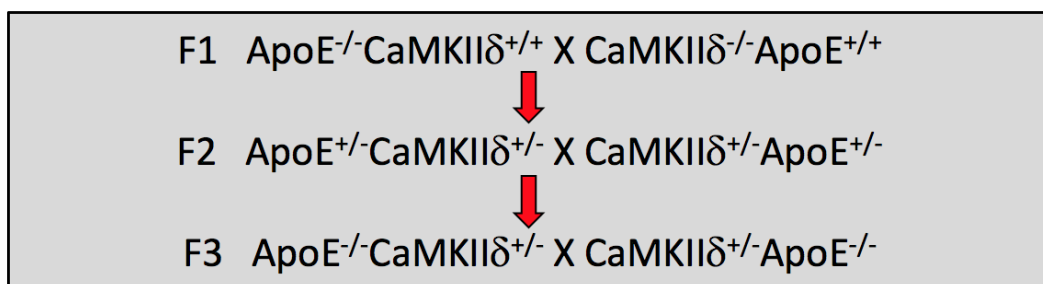 F1 ApoE-/-CaMKIIδ+/+ X CaMKIIδ-/-ApoE+/+
F2 ApoE+/-CaMKIIδ+/- X CaMKIIδ+/-ApoE+/-
F3 ApoE-/-CaMKIIδ+/- X CaMKIIδ+/-ApoE-/-